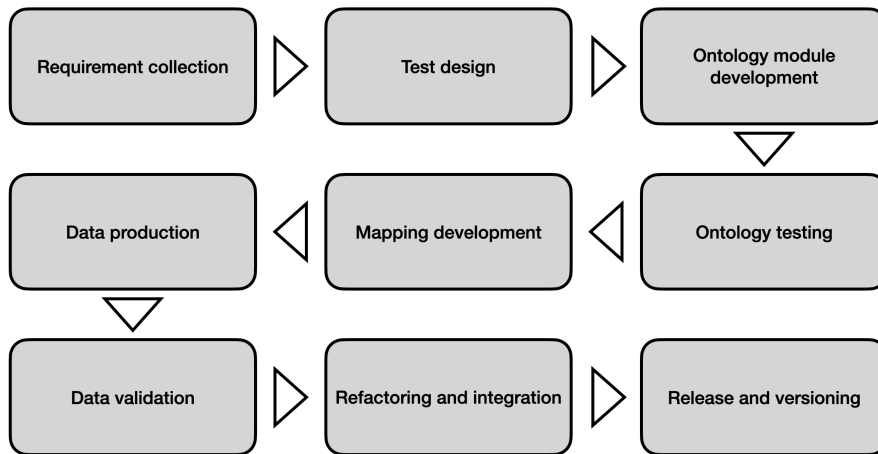 Requirement collection
Test design
Ontology module
development
Data production
Mapping development
Ontology testing
Data validation
Refactoring and integration
Release and versioning